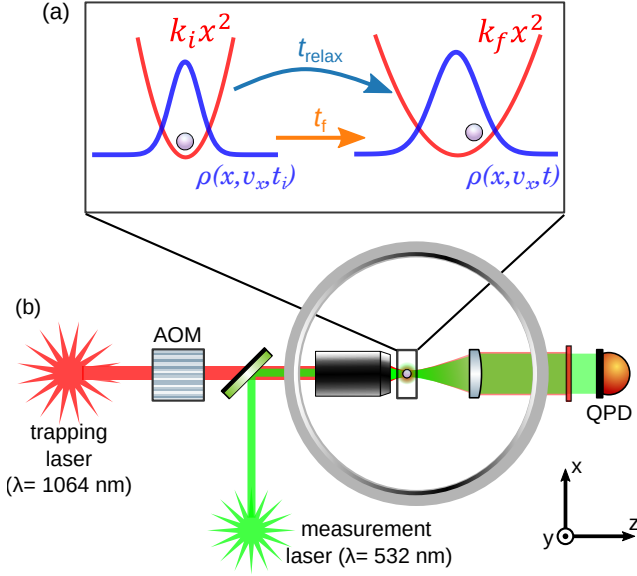 (a)
k_i x^2
t_relax
k_f x^2
t_f
ρ(x,v_x,t_i)
ρ(x,v_x,t)
(b)
AOM
trapping
laser
(λ= 1064 nm)
measurement
laser (λ= 532 nm)
QPD
x
y
z